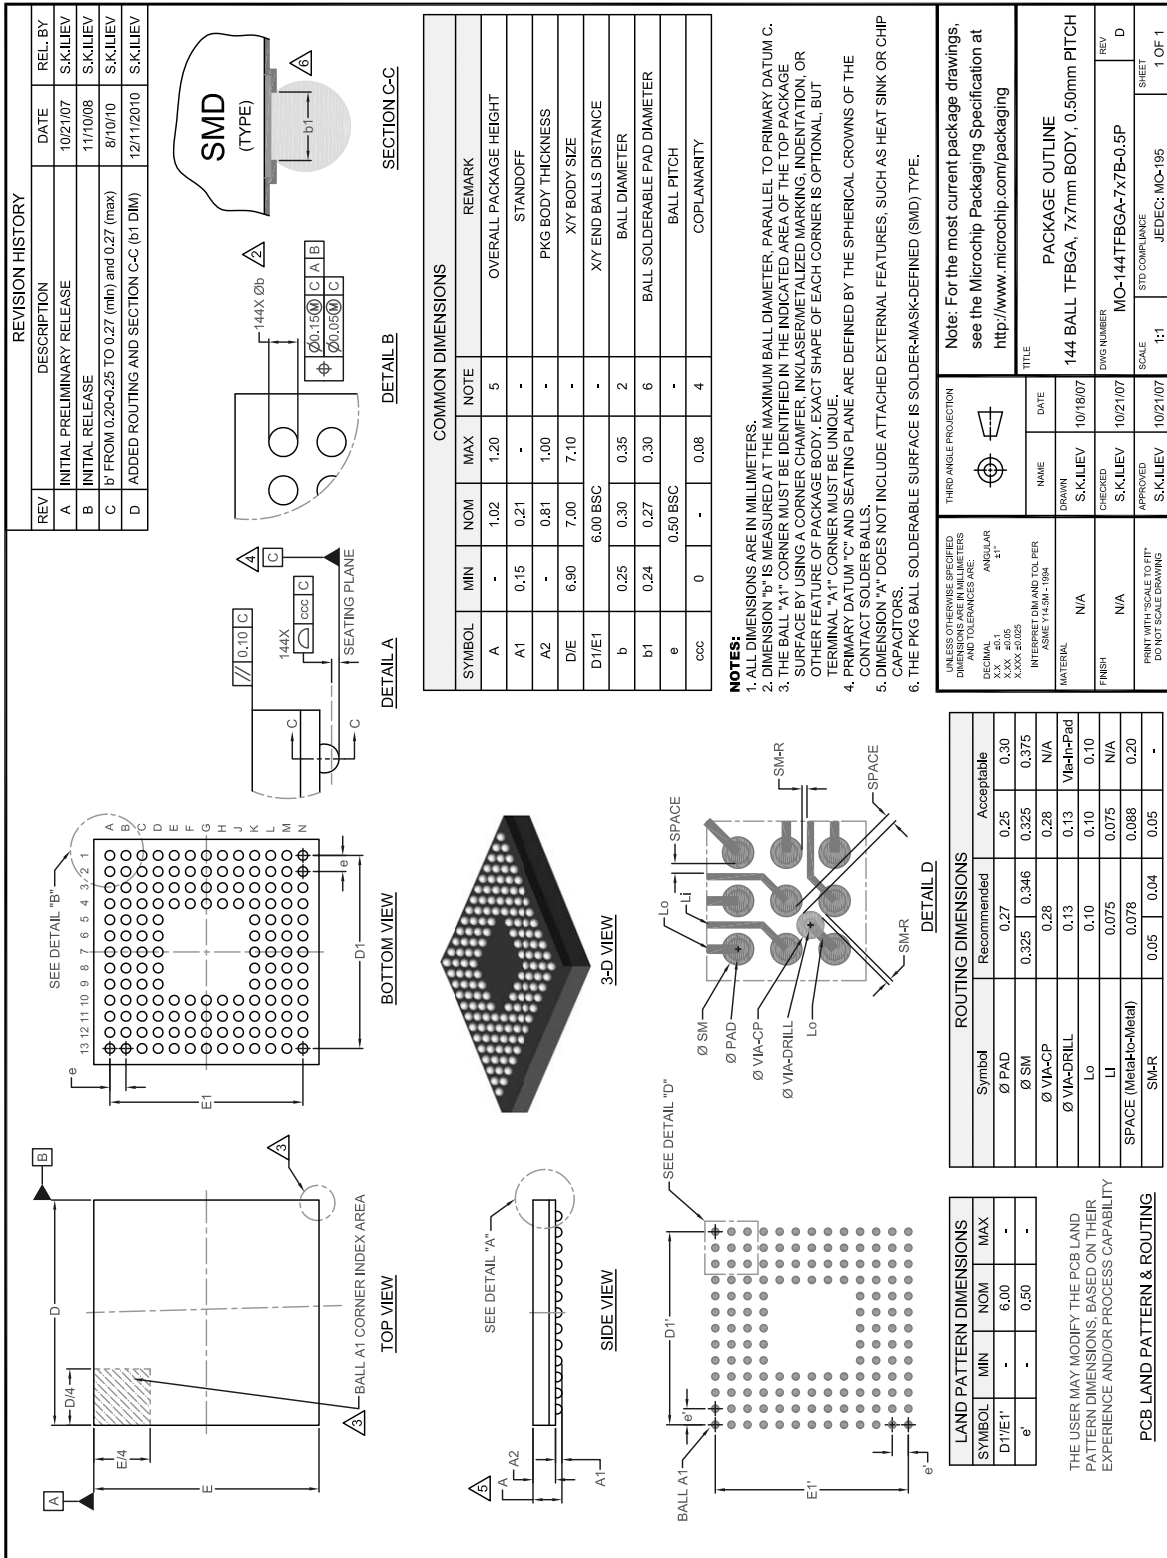 REVISION HISTORY
REV DESCRIPTION DATE REL. BY
A INITIAL PRELIMINARY RELEASE 10/21/07 S.K.ILIEV
B INITIAL RELEASE 11/10/08 S.K.ILIEV
C b' FROM 0.20-0.25 TO 0.27 (min) and 0.27 (max) 8/10/10 S.K.ILIEV
D ADDED ROUTING AND SECTION C-C (b1 DIM) 12/11/2010 S.K.ILIEV
A
B
D
D/4
E/4
E
3
3
BALL A1 CORNER INDEX AREA
TOP VIEW
SEE DETAIL "B"
e
E1
13 12 11 10 9 8 7 6 5 4 3 2 1
A
B
C
D
E
F
G
H
J
K
L
M
N
e
D1
BOTTOM VIEW
// 0.10 C
4
C
144X
ccc C
SEATING PLANE
C
C
DETAIL A
144X Øb
2
Ø0.15 M C A B
Ø0.05 M C
DETAIL B
SMD
(TYPE)
b1
6
SECTION C-C
SEE DETAIL "A"
5
A
A2
A1
SIDE VIEW
3-D VIEW
COMMON DIMENSIONS
SYMBOL MIN NOM MAX NOTE REMARK
A - 1.02 1.20 5 OVERALL PACKAGE HEIGHT
A1 0.15 0.21 - - STANDOFF
A2 - 0.81 1.00 - PKG BODY THICKNESS
D/E 6.90 7.00 7.10 - X/Y BODY SIZE
D1/E1 6.00 BSC - X/Y END BALLS DISTANCE
b 0.25 0.30 0.35 2 BALL DIAMETER
b1 0.24 0.27 0.30 6 BALL SOLDERABLE PAD DIAMETER
e 0.50 BSC - BALL PITCH
ccc 0 - 0.08 4 COPLANARITY
NOTES:
1. ALL DIMENSIONS ARE IN MILLIMETERS.
2. DIMENSION "b" IS MEASURED AT THE MAXIMUM BALL DIAMETER, PARALLEL TO PRIMARY DATUM C.
3. THE BALL "A1" CORNER MUST BE IDENTIFIED IN THE INDICATED AREA OF THE TOP PACKAGE
SURFACE BY USING A CORNER CHAMFER, INK/LASER/METALIZED MARKING, INDENTATION, OR
OTHER FEATURE OF PACKAGE BODY. EXACT SHAPE OF EACH CORNER IS OPTIONAL, BUT
TERMINAL "A1" CORNER MUST BE UNIQUE.
4. PRIMARY DATUM "C" AND SEATING PLANE ARE DEFINED BY THE SPHERICAL CROWNS OF THE
CONTACT SOLDER BALLS.
5. DIMENSION "A" DOES NOT INCLUDE ATTACHED EXTERNAL FEATURES, SUCH AS HEAT SINK OR CHIP
CAPACITORS.
6. THE PKG BALL SOLDERABLE SURFACE IS SOLDER-MASK-DEFINED (SMD) TYPE.
D1'
e'
BALL A1
E1'
e'
SEE DETAIL "D"
Ø SM
Ø PAD
Ø VIA-CP
Ø VIA-DRILL
Lo
Lo
Li
SPACE
SM-R
SPACE
SM-R
DETAIL D
LAND PATTERN DIMENSIONS
SYMBOL MIN NOM MAX
D1'/E1' - 6.00 -
e' - 0.50 -
THE USER MAY MODIFY THE PCB LAND
PATTERN DIMENSIONS, BASED ON THEIR
EXPERIENCE AND/OR PROCESS CAPABILITY
PCB LAND PATTERN & ROUTING
ROUTING DIMENSIONS
Symbol Recommended Acceptable
Ø PAD 0.27 0.25 0.30
Ø SM 0.325 0.346 0.325 0.375
Ø VIA-CP 0.28 0.28 N/A
Ø VIA-DRILL 0.13 0.13 Via-In-Pad
Lo 0.10 0.10 0.10
Li 0.075 0.075 N/A
SPACE (Metal-to-Metal) 0.078 0.088 0.20
SM-R 0.05 0.04 0.05 -
UNLESS OTHERWISE SPECIFIED
DIMENSIONS ARE IN MILLIMETERS
AND TOLERANCES ARE:
DECIMAL ANGULAR
X.X ±0.1 ±1°
X.XX ±0.05
X.XXX ±0.025
INTERPRET DIM AND TOL PER
ASME Y14.5M - 1994
MATERIAL
N/A
FINISH
N/A
PRINT WITH "SCALE TO FIT"
DO NOT SCALE DRAWING
THIRD ANGLE PROJECTION
NAME DATE
DRAWN
S.K.ILIEV 10/18/07
CHECKED
S.K.ILIEV 10/21/07
APPROVED
S.K.ILIEV 10/21/07
Note: For the most current package drawings,
see the Microchip Packaging Specification at
http://www.microchip.com/packaging
TITLE
PACKAGE OUTLINE
144 BALL TFBGA, 7x7mm BODY, 0.50mm PITCH
DWG NUMBER
MO-144TFBGA-7x7B-0.5P
REV
D
SCALE
1:1
STD COMPLIANCE
JEDEC: MO-195
SHEET
1 OF 1